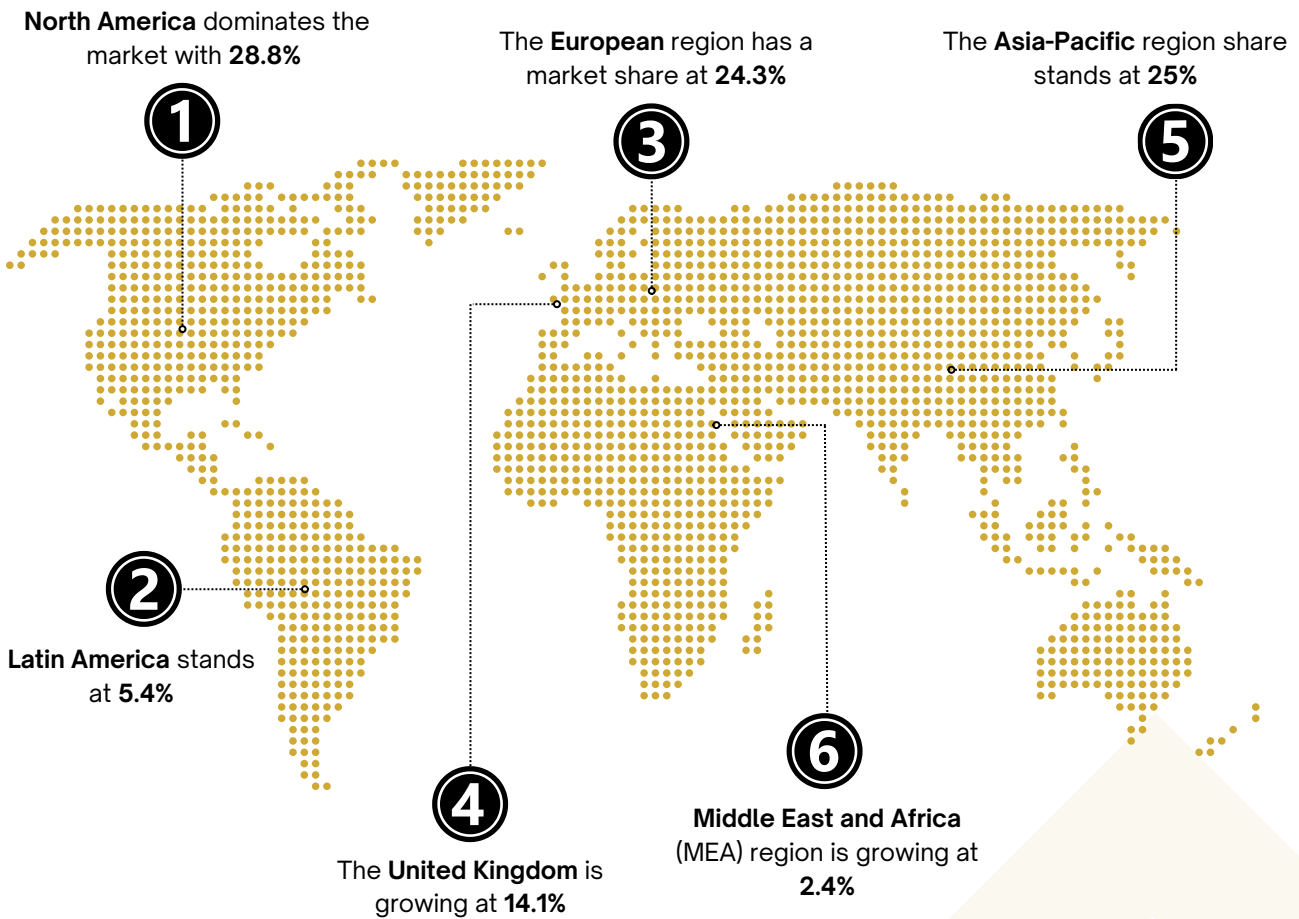 North America dominates the
market with 28.8%
1
The European region has a
market share at 24.3%
3
The Asia-Pacific region share
stands at 25%
5
2
Latin America stands
at 5.4%
4
The United Kingdom is
growing at 14.1%
6
Middle East and Africa
(MEA) region is growing at
2.4%